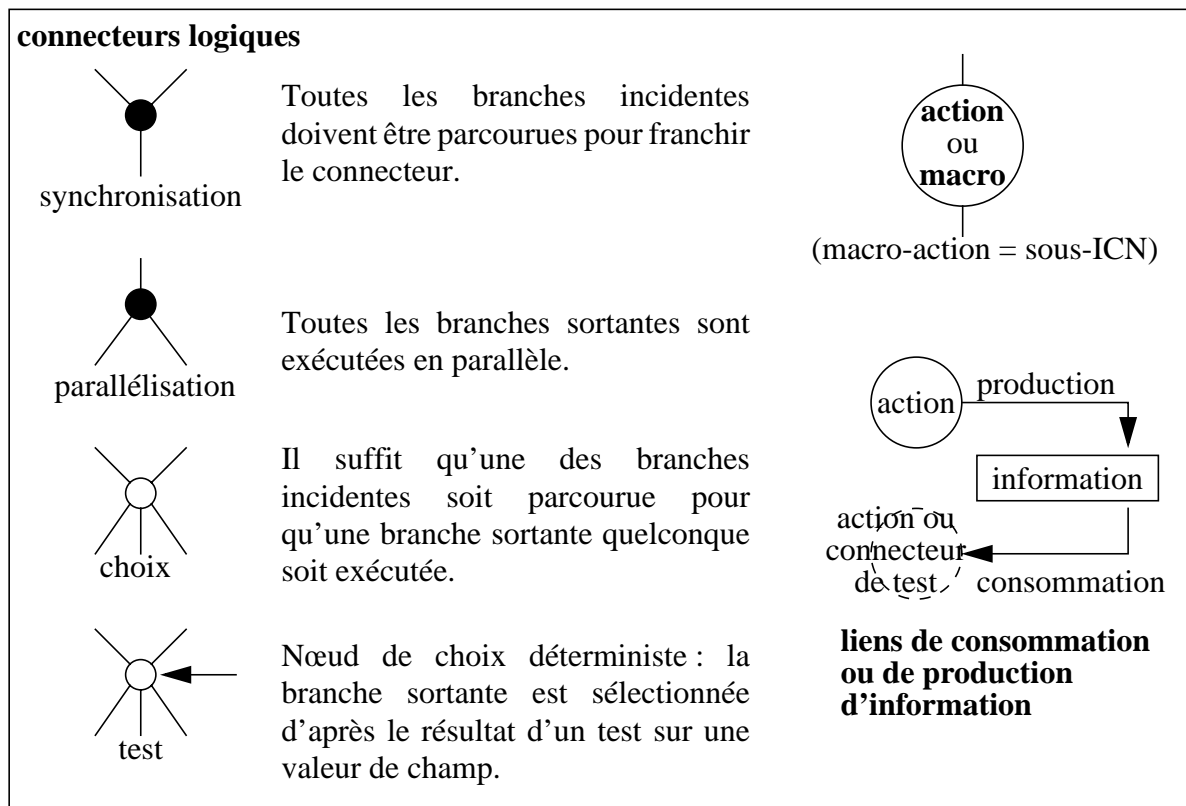 connecteurs logiques
Toutes les branches incidentes
doivent être parcourues pour franchir
le connecteur.
synchronisation
Toutes les branches sortantes sont
exécutées en parallèle.
parallélisation
Il suffit qu’une des branches
incidentes soit parcourue pour
qu’une branche sortante quelconque
soit exécutée.
choix
Nœud de choix déterministe : la
branche sortante est sélectionnée
d’après le résultat d’un test sur une
valeur de champ.
test
action
ou
macro
(macro-action = sous-ICN)
action
production
information
action ou
connecteur
de test
consommation
liens de consommation
ou de production
d’information